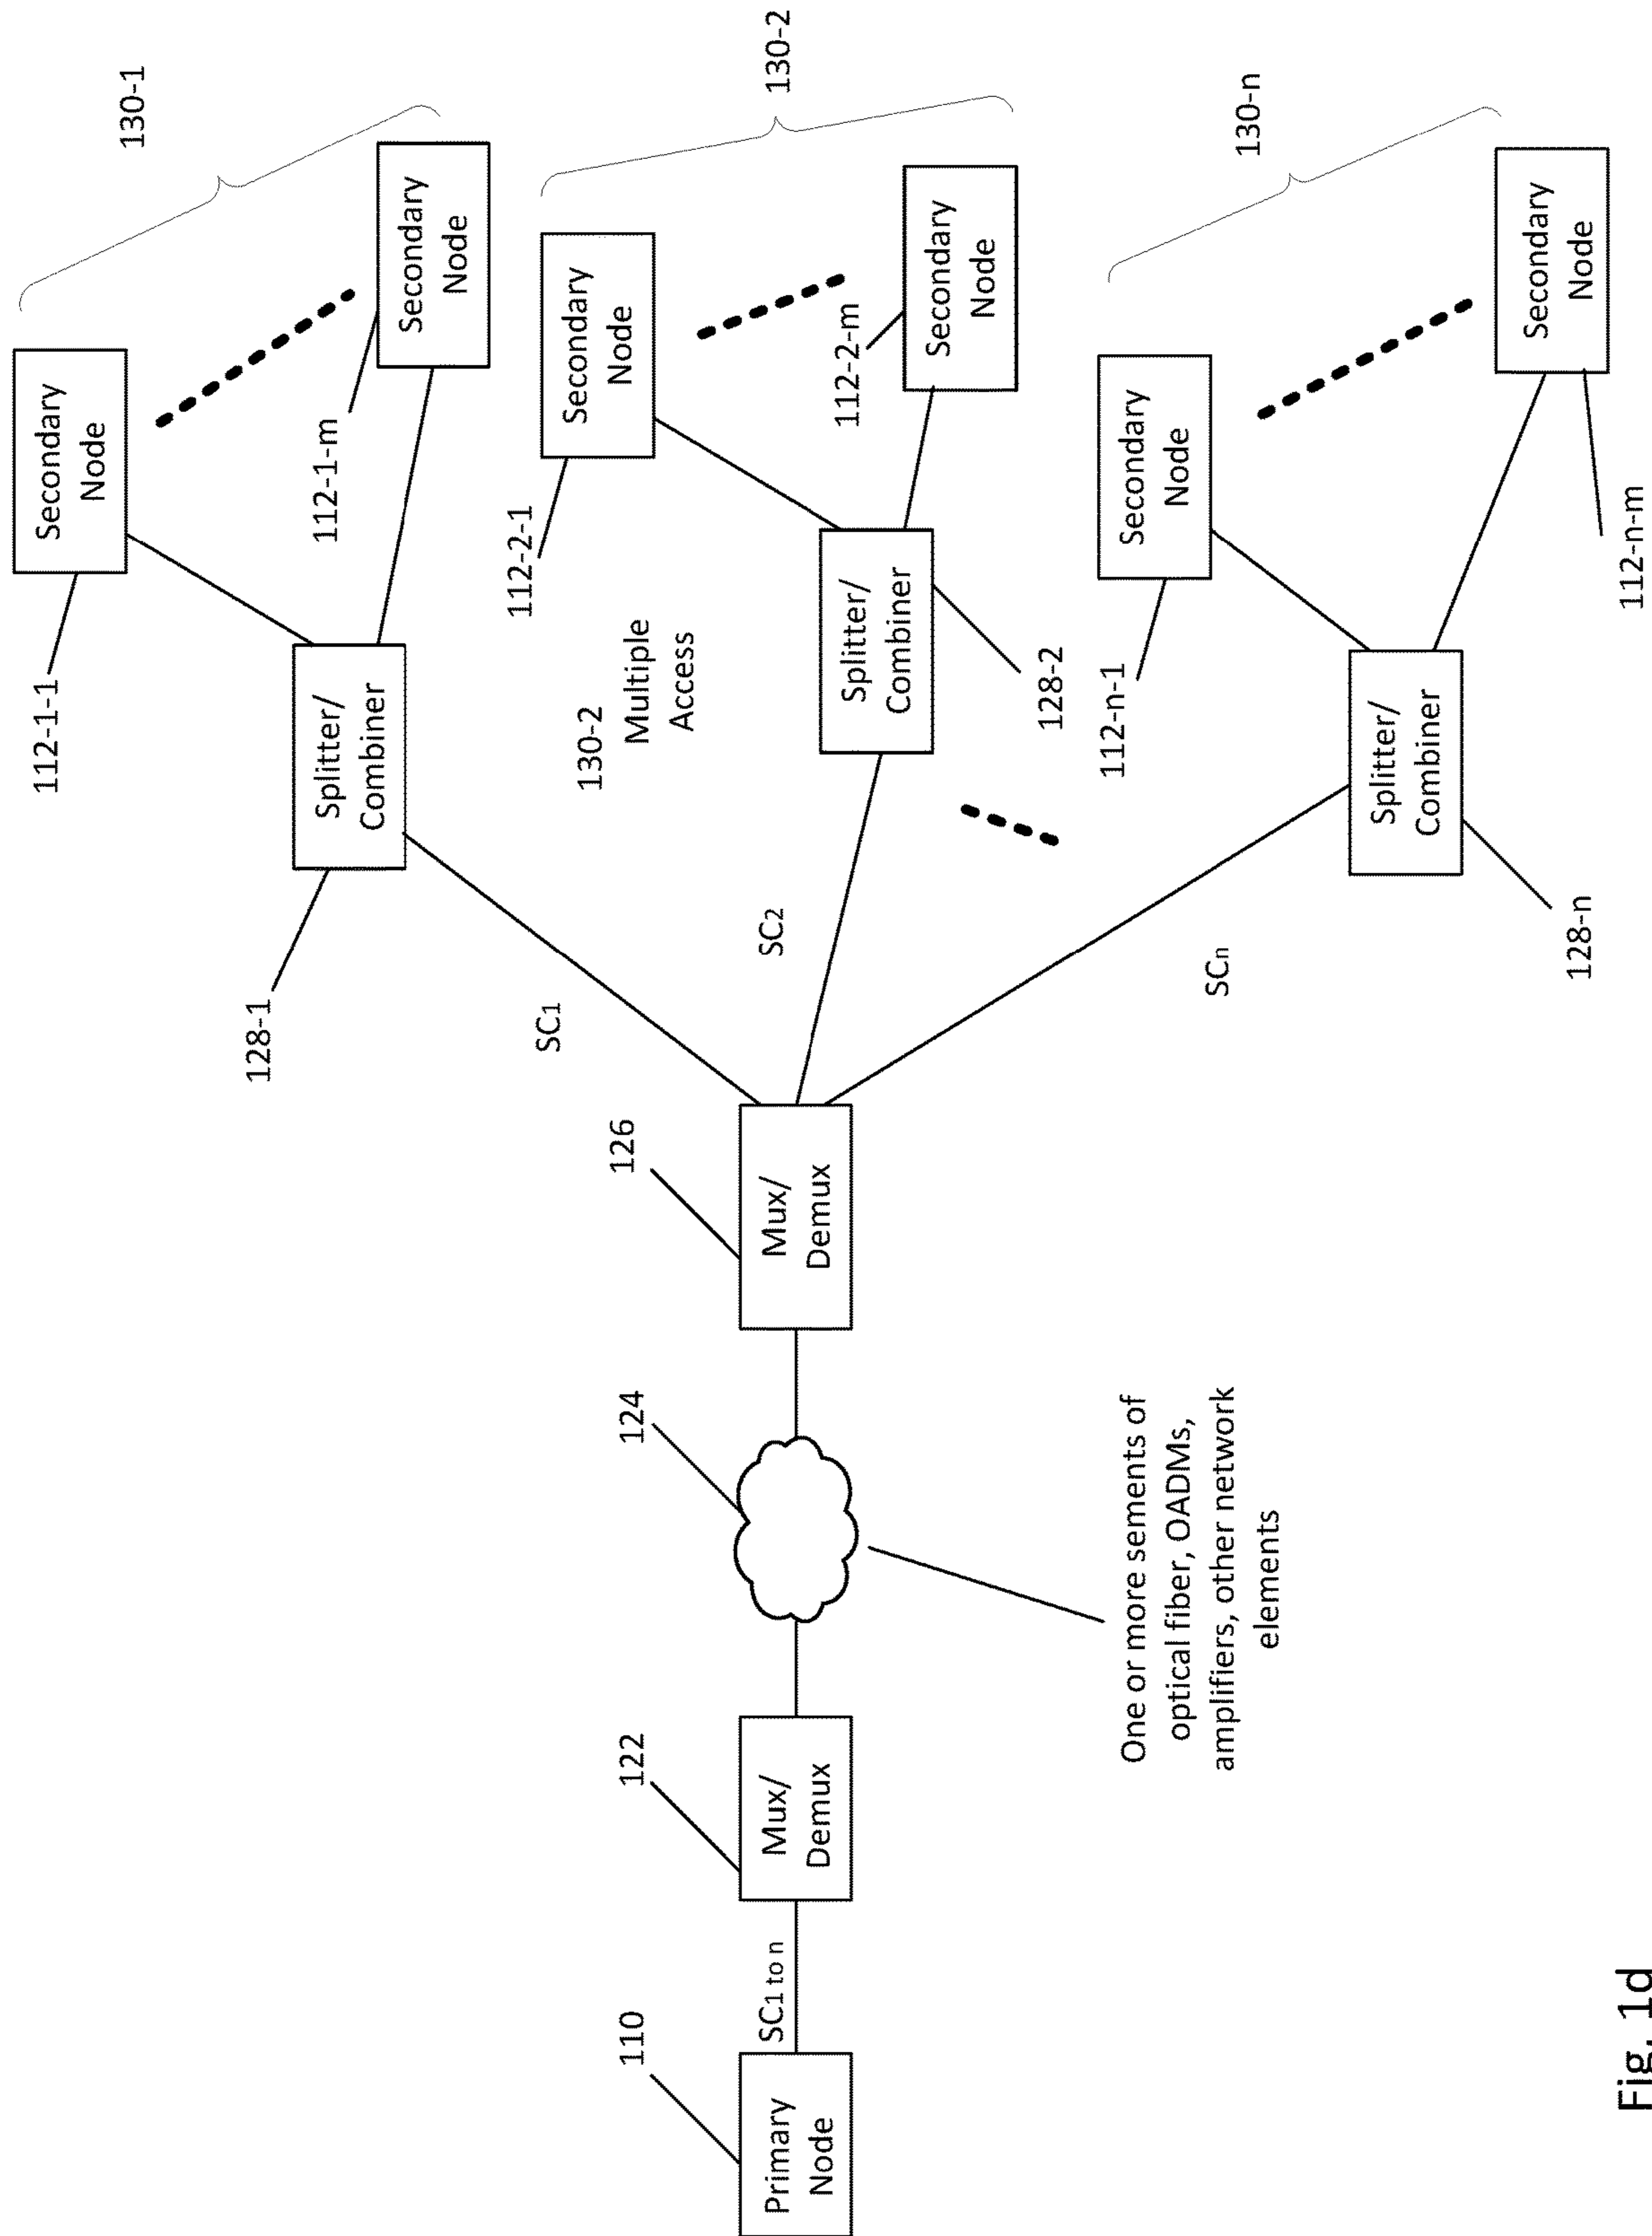 130-1
130-2
130-n
Secondary
Node
Secondary
Node
Secondary
Node
Secondary
Node
Secondary
Node
Secondary
Node
112-1-1
112-1-m
112-2-1
112-2-m
112-n-1
112-n-m
Splitter/
Combiner
130-2
Multiple
Access
Splitter/
Combiner
Splitter/
Combiner
128-1
128-2
128-n
SC1
SC2
SCn
126
Mux/
Demux
124
One or more sements of
optical fiber, OADMs,
amplifiers, other network
elements
122
Mux/
Demux
SC1 to n
110
Primary
Node
Fig. 1d